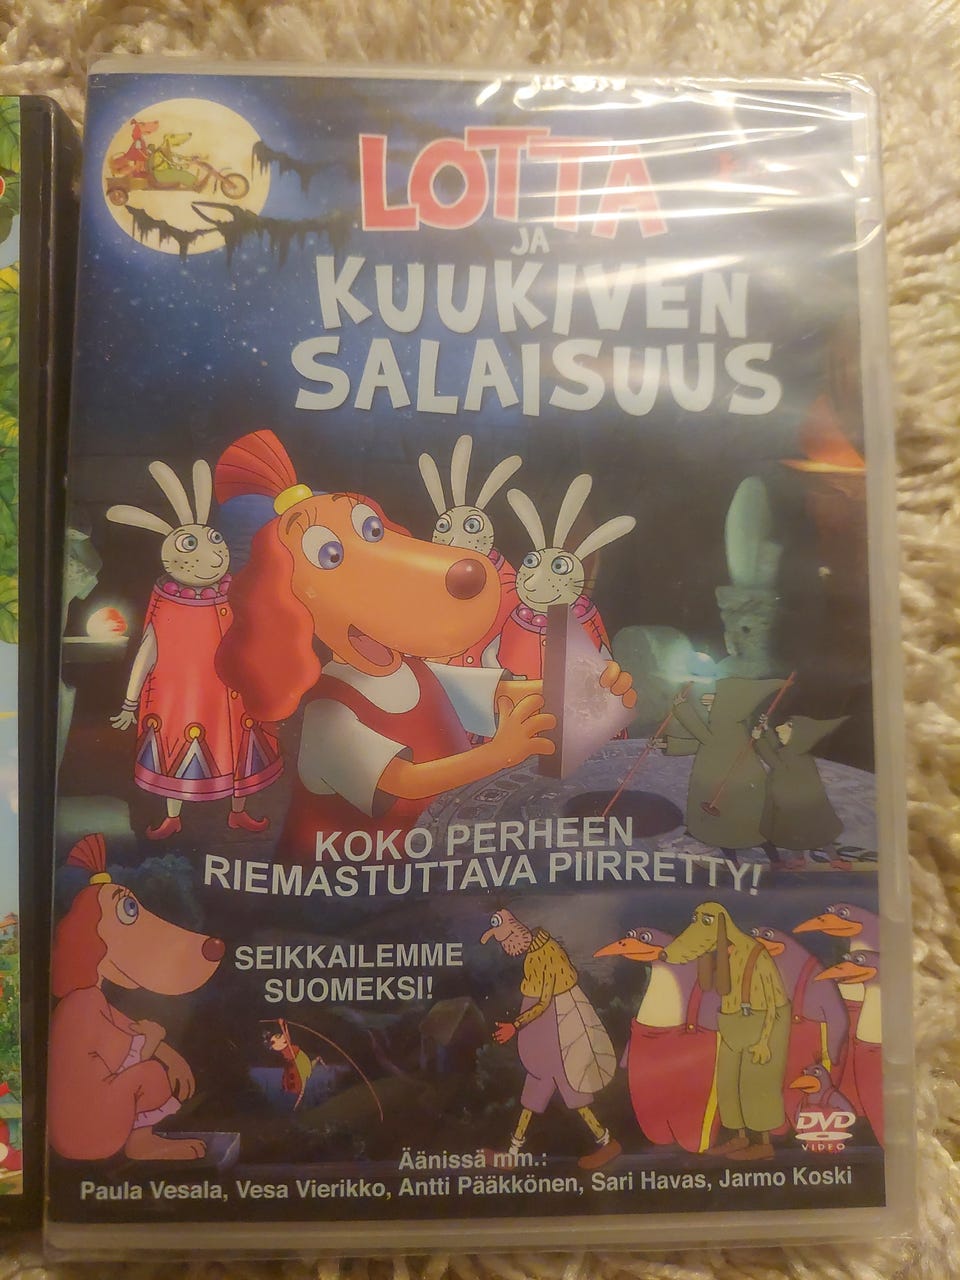 LOTTA
JA
KUUKIVEN
SALAISUUS
KOKO PERHEEN
RIEMASTUTTAVA PIIRRETTY!
SEIKKAILEMME
SUOMEKSI!
DVD
VIDEO
Äänissä mm.:
Paula Vesala, Vesa Vierikko, Antti Pääkkönen, Sari Havas, Jarmo Koski